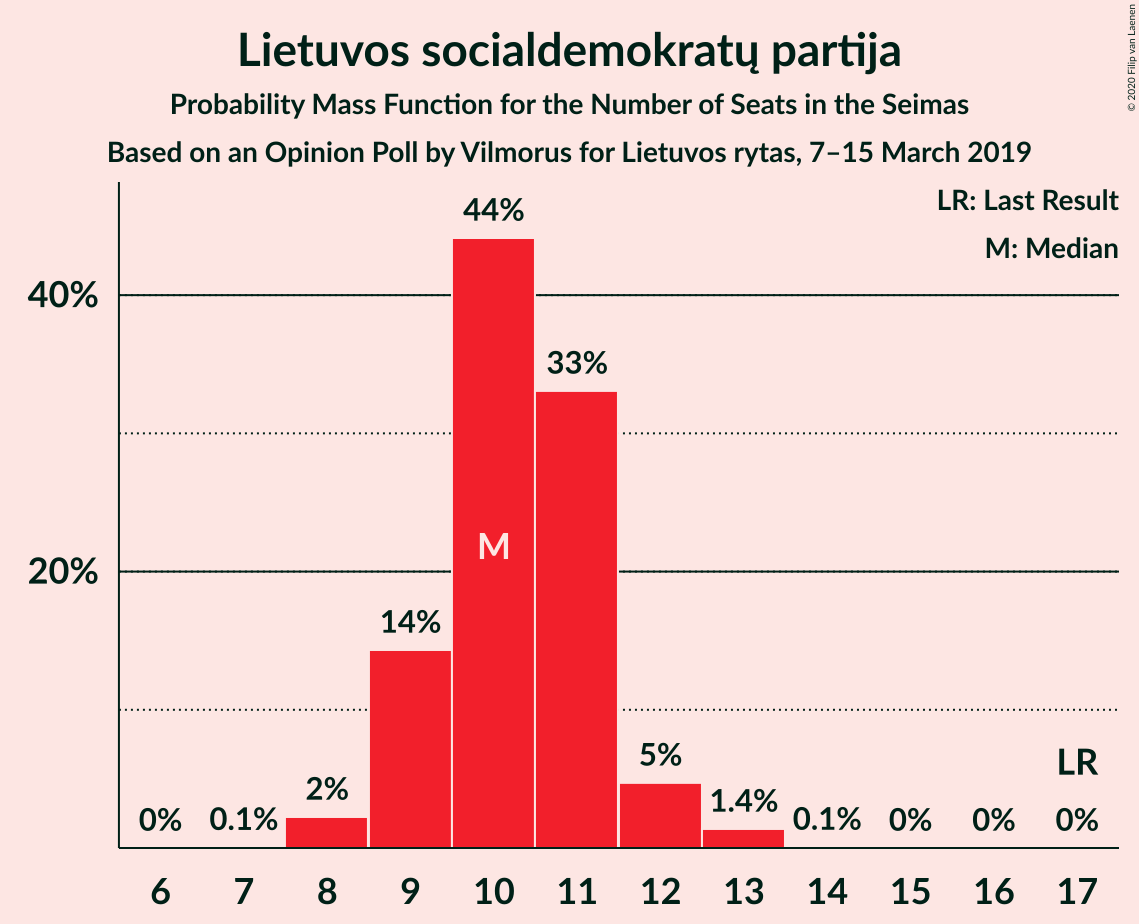 Lietuvos socialdemokratų partija
Probability Mass Function for the Number of Seats in the Seimas
Based on an Opinion Poll by Vilmorus for Lietuvos rytas, 7–15 March 2019
© 2020 Filip van Laenen
LR: Last Result
M: Median
44%
40%
33%
M
20%
14%
LR
5%
2%
1.4%
0% 0.1% 0.1% 0% 0% 0%
6 7 8 9 10 11 12 13 14 15 16 17